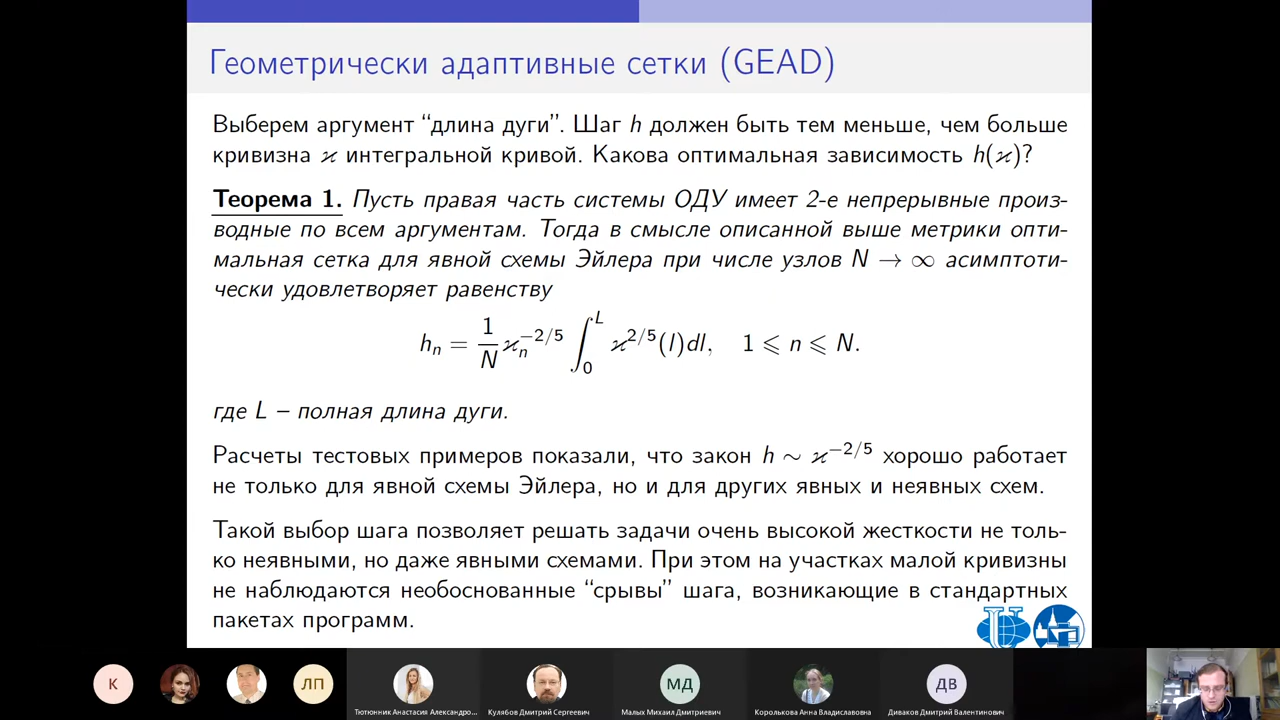 Геометрически адаптивные сетки (GEAD)
Выберем аргумент “длина дуги”. Шаг h должен быть тем меньше, чем больше
кривизна ϰ интегральной кривой. Какова оптимальная зависимость h(ϰ)?
Теорема 1. Пусть правая часть системы ОДУ имеет 2-е непрерывные произ-
водные по всем аргументам. Тогда в смысле описанной выше метрики опти-
мальная сетка для явной схемы Эйлера при числе узлов N → ∞ асимптоти-
чески удовлетворяет равенству
hₙ = 1/N ϰₙ^{-2/5} ∫₀^L ϰ^{2/5}(l)dl, 1 ⩽ n ⩽ N.
где L – полная длина дуги.
Расчеты тестовых примеров показали, что закон h ∼ ϰ^{-2/5} хорошо работает
не только для явной схемы Эйлера, но и для других явных и неявных схем.
Такой выбор шага позволяет решать задачи очень высокой жесткости не толь-
ко неявными, но даже явными схемами. При этом на участках малой кривизны
не наблюдаются необоснованные “срывы” шага, возникающие в стандартных
пакетах программ.
К
ЛП
МД
ДВ
Тютюнник Анастасия Александро...
Кулябов Дмитрий Сергеевич
Малых Михаил Дмитриевич
Королькова Анна Владиславовна
Диваков Дмитрий Валентинович